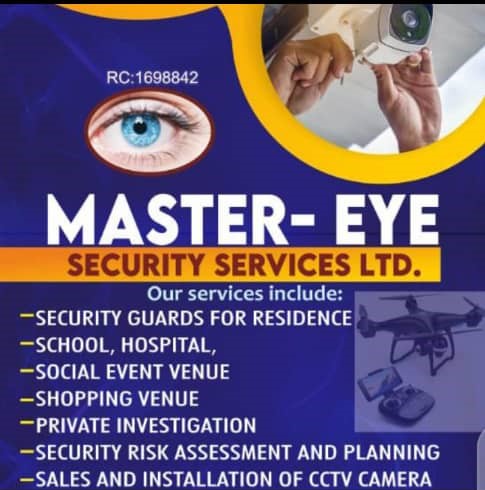 RC:1698842
MASTER- EYE
SECURITY SERVICES LTD.
Our services include:
-SECURITY GUARDS FOR RESIDENCE
-SCHOOL, HOSPITAL,
-SOCIAL EVENT VENUE
-SHOPPING VENUE
-PRIVATE INVESTIGATION
-SECURITY RISK ASSESSMENT AND PLANNING
-SALES AND INSTALLATION OF CCTV CAMERA